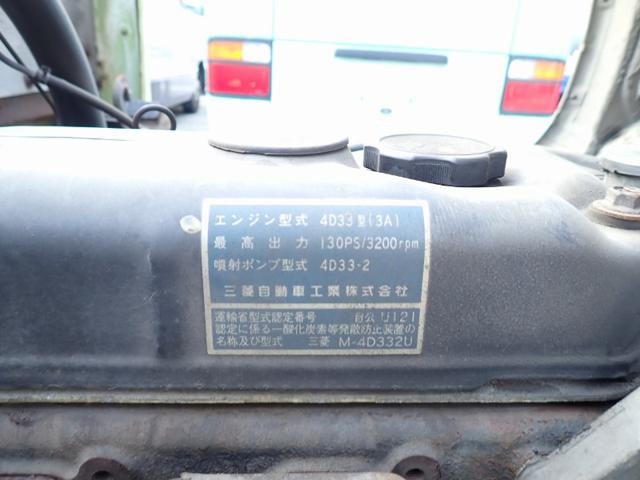 エンジン型式 4D33型(3A)
最高出力 130PS/3200rpm
噴射ポンプ型式 4D33-2
三菱自動車工業株式会社
運輸省型式認定番号 自公リ121
認定に係る一酸化炭素等発散防止装置の
名称及び型式 三菱 M-4D332U